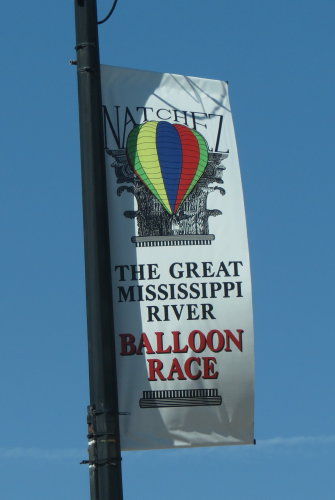 NATCHEZ
THE GREAT
MISSISSIPPI
RIVER
BALLOON
RACE